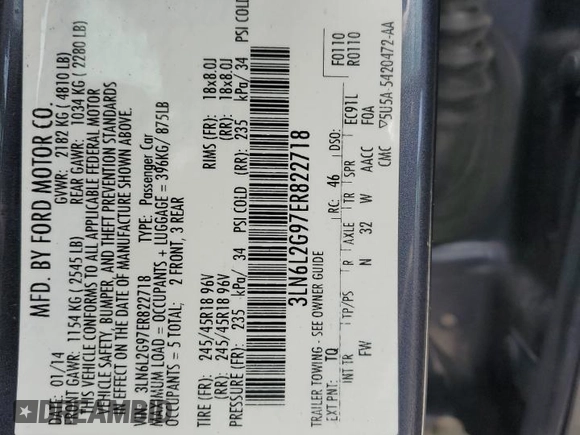 MFD. BY FORD MOTOR CO.
01/14 GVWR: 2182 KG ( 4810 LB)
FRONT GAWR: 1154 KG ( 2545 LB) REAR GAWR: 1034 KG ( 2280 LB)
THIS VEHICLE CONFORMS TO ALL APPLICABLE FEDERAL MOTOR
VEHICLE SAFETY, BUMPER, AND THEFT PREVENTION STANDARDS
IN EFFECT ON THE DATE OF MANUFACTURE SHOWN ABOVE.
VIN: 3LN6L2G97ER822718 TYPE: Passenger Car
MAXIMUM LOAD = OCCUPANTS + LUGGAGE = 396KG/ 875LB
OCCUPANTS = 5 TOTAL; 2 FRONT, 3 REAR
TIRE (FR): 245/45R18 96V RIMS (FR): 18x8.0J
(RR): 245/45R18 96V (RR): 18x8.0J
PRESSURE (FR): 235 kPa/ 34 PSI COLD (RR): 235 kPa/ 34 PSI COLD
3LN6L2G97ER822718
TRAILER TOWING - SEE OWNER GUIDE F0110
EXT PNT: TQ RC: 46 DSO: R0110
INT TR TP/PS R AXLE TR SPR EC91L
FW N 32 W AACC FOA
CMC ▽5U5A-5420472-AA
DREAMBID